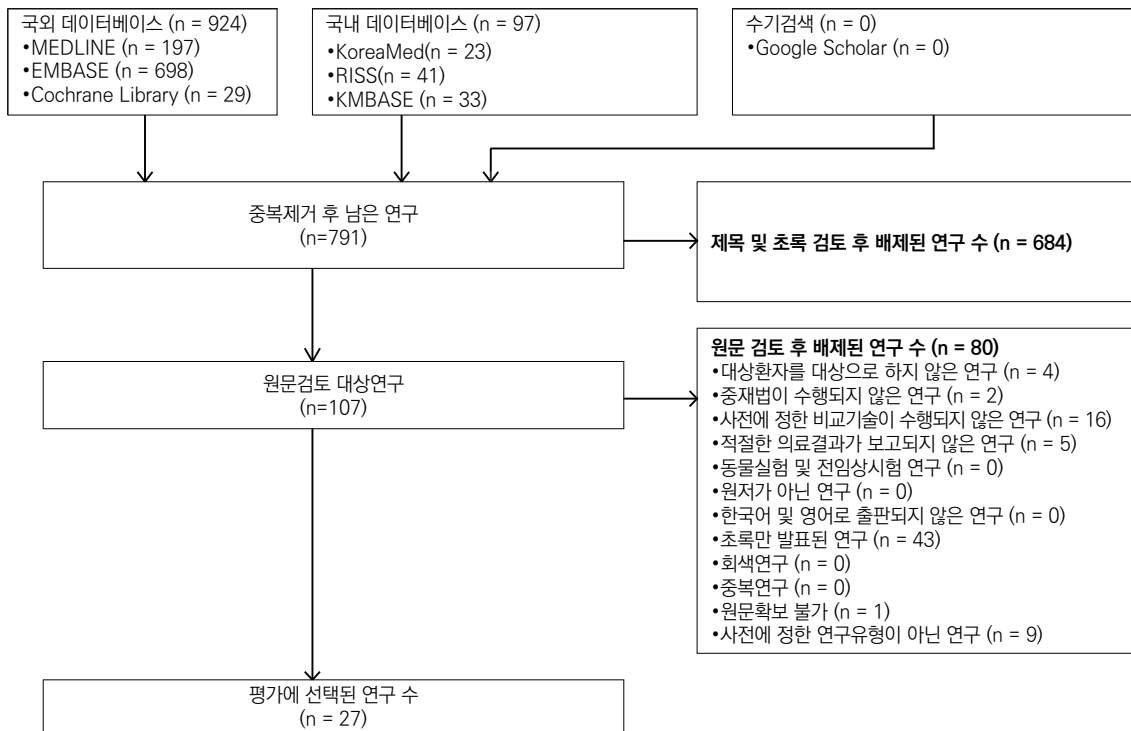 국외 데이터베이스 (n = 924)
•MEDLINE (n = 197)
•EMBASE (n = 698)
•Cochrane Library (n = 29)
국내 데이터베이스 (n = 97)
•KoreaMed(n = 23)
•RISS(n = 41)
•KMBASE (n = 33)
수기검색 (n = 0)
•Google Scholar (n = 0)
중복제거 후 남은 연구
(n=791)
제목 및 초록 검토 후 배제된 연구 수 (n = 684)
원문검토 대상연구
(n=107)
원문 검토 후 배제된 연구 수 (n = 80)
•대상환자를 대상으로 하지 않은 연구 (n = 4)
•중재법이 수행되지 않은 연구 (n = 2)
•사전에 정한 비교기술이 수행되지 않은 연구 (n = 16)
•적절한 의료결과가 보고되지 않은 연구 (n = 5)
•동물실험 및 전임상시험 연구 (n = 0)
•원저가 아닌 연구 (n = 0)
•한국어 및 영어로 출판되지 않은 연구 (n = 0)
•초록만 발표된 연구 (n = 43)
•회색연구 (n = 0)
•중복연구 (n = 0)
•원문확보 불가 (n = 1)
•사전에 정한 연구유형이 아닌 연구 (n = 9)
평가에 선택된 연구 수
(n = 27)